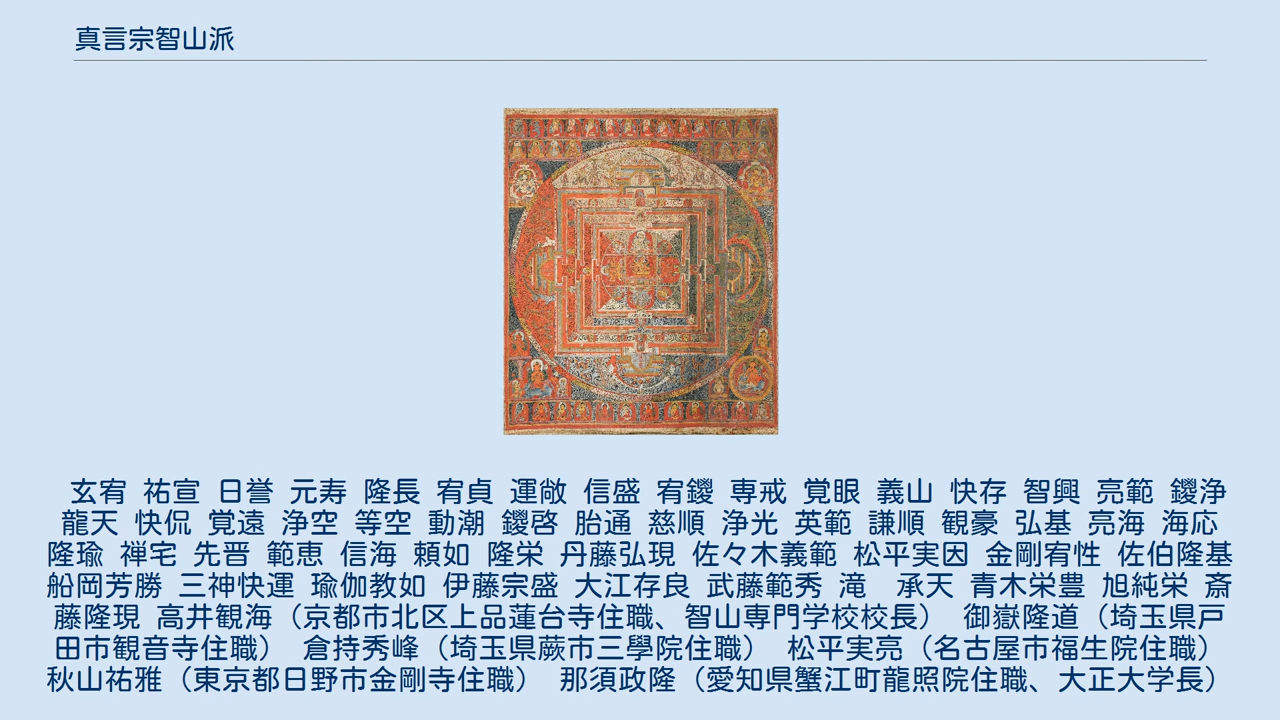 真言宗智山派
玄宥 祐宣 日誉 元寿 隆長 宥貞 運敞 信盛 宥鑁 専戒 覚眼 義山 快存 智興 亮範 鑁浄
龍天 快侃 覚遠 浄空 等空 動潮 鑁啓 胎通 慈順 浄光 英範 謙順 観豪 弘基 亮海 海応
隆瑜 禅宅 先晋 範恵 信海 頼如 隆栄 丹藤弘現 佐々木義範 松平実因 金剛宥性 佐伯隆基
船岡芳勝 三神快運 瑜伽教如 伊藤宗盛 大江存良 武藤範秀 滝 承天 青木栄豊 旭純栄 斎
藤隆現 高井観海（京都市北区上品蓮台寺住職、智山専門学校校長） 御嶽隆道（埼玉県戸
田市観音寺住職） 倉持秀峰（埼玉県蕨市三學院住職） 松平実亮（名古屋市福生院住職）
秋山祐雅（東京都日野市金剛寺住職） 那須政隆（愛知県蟹江町龍照院住職、大正大学長）